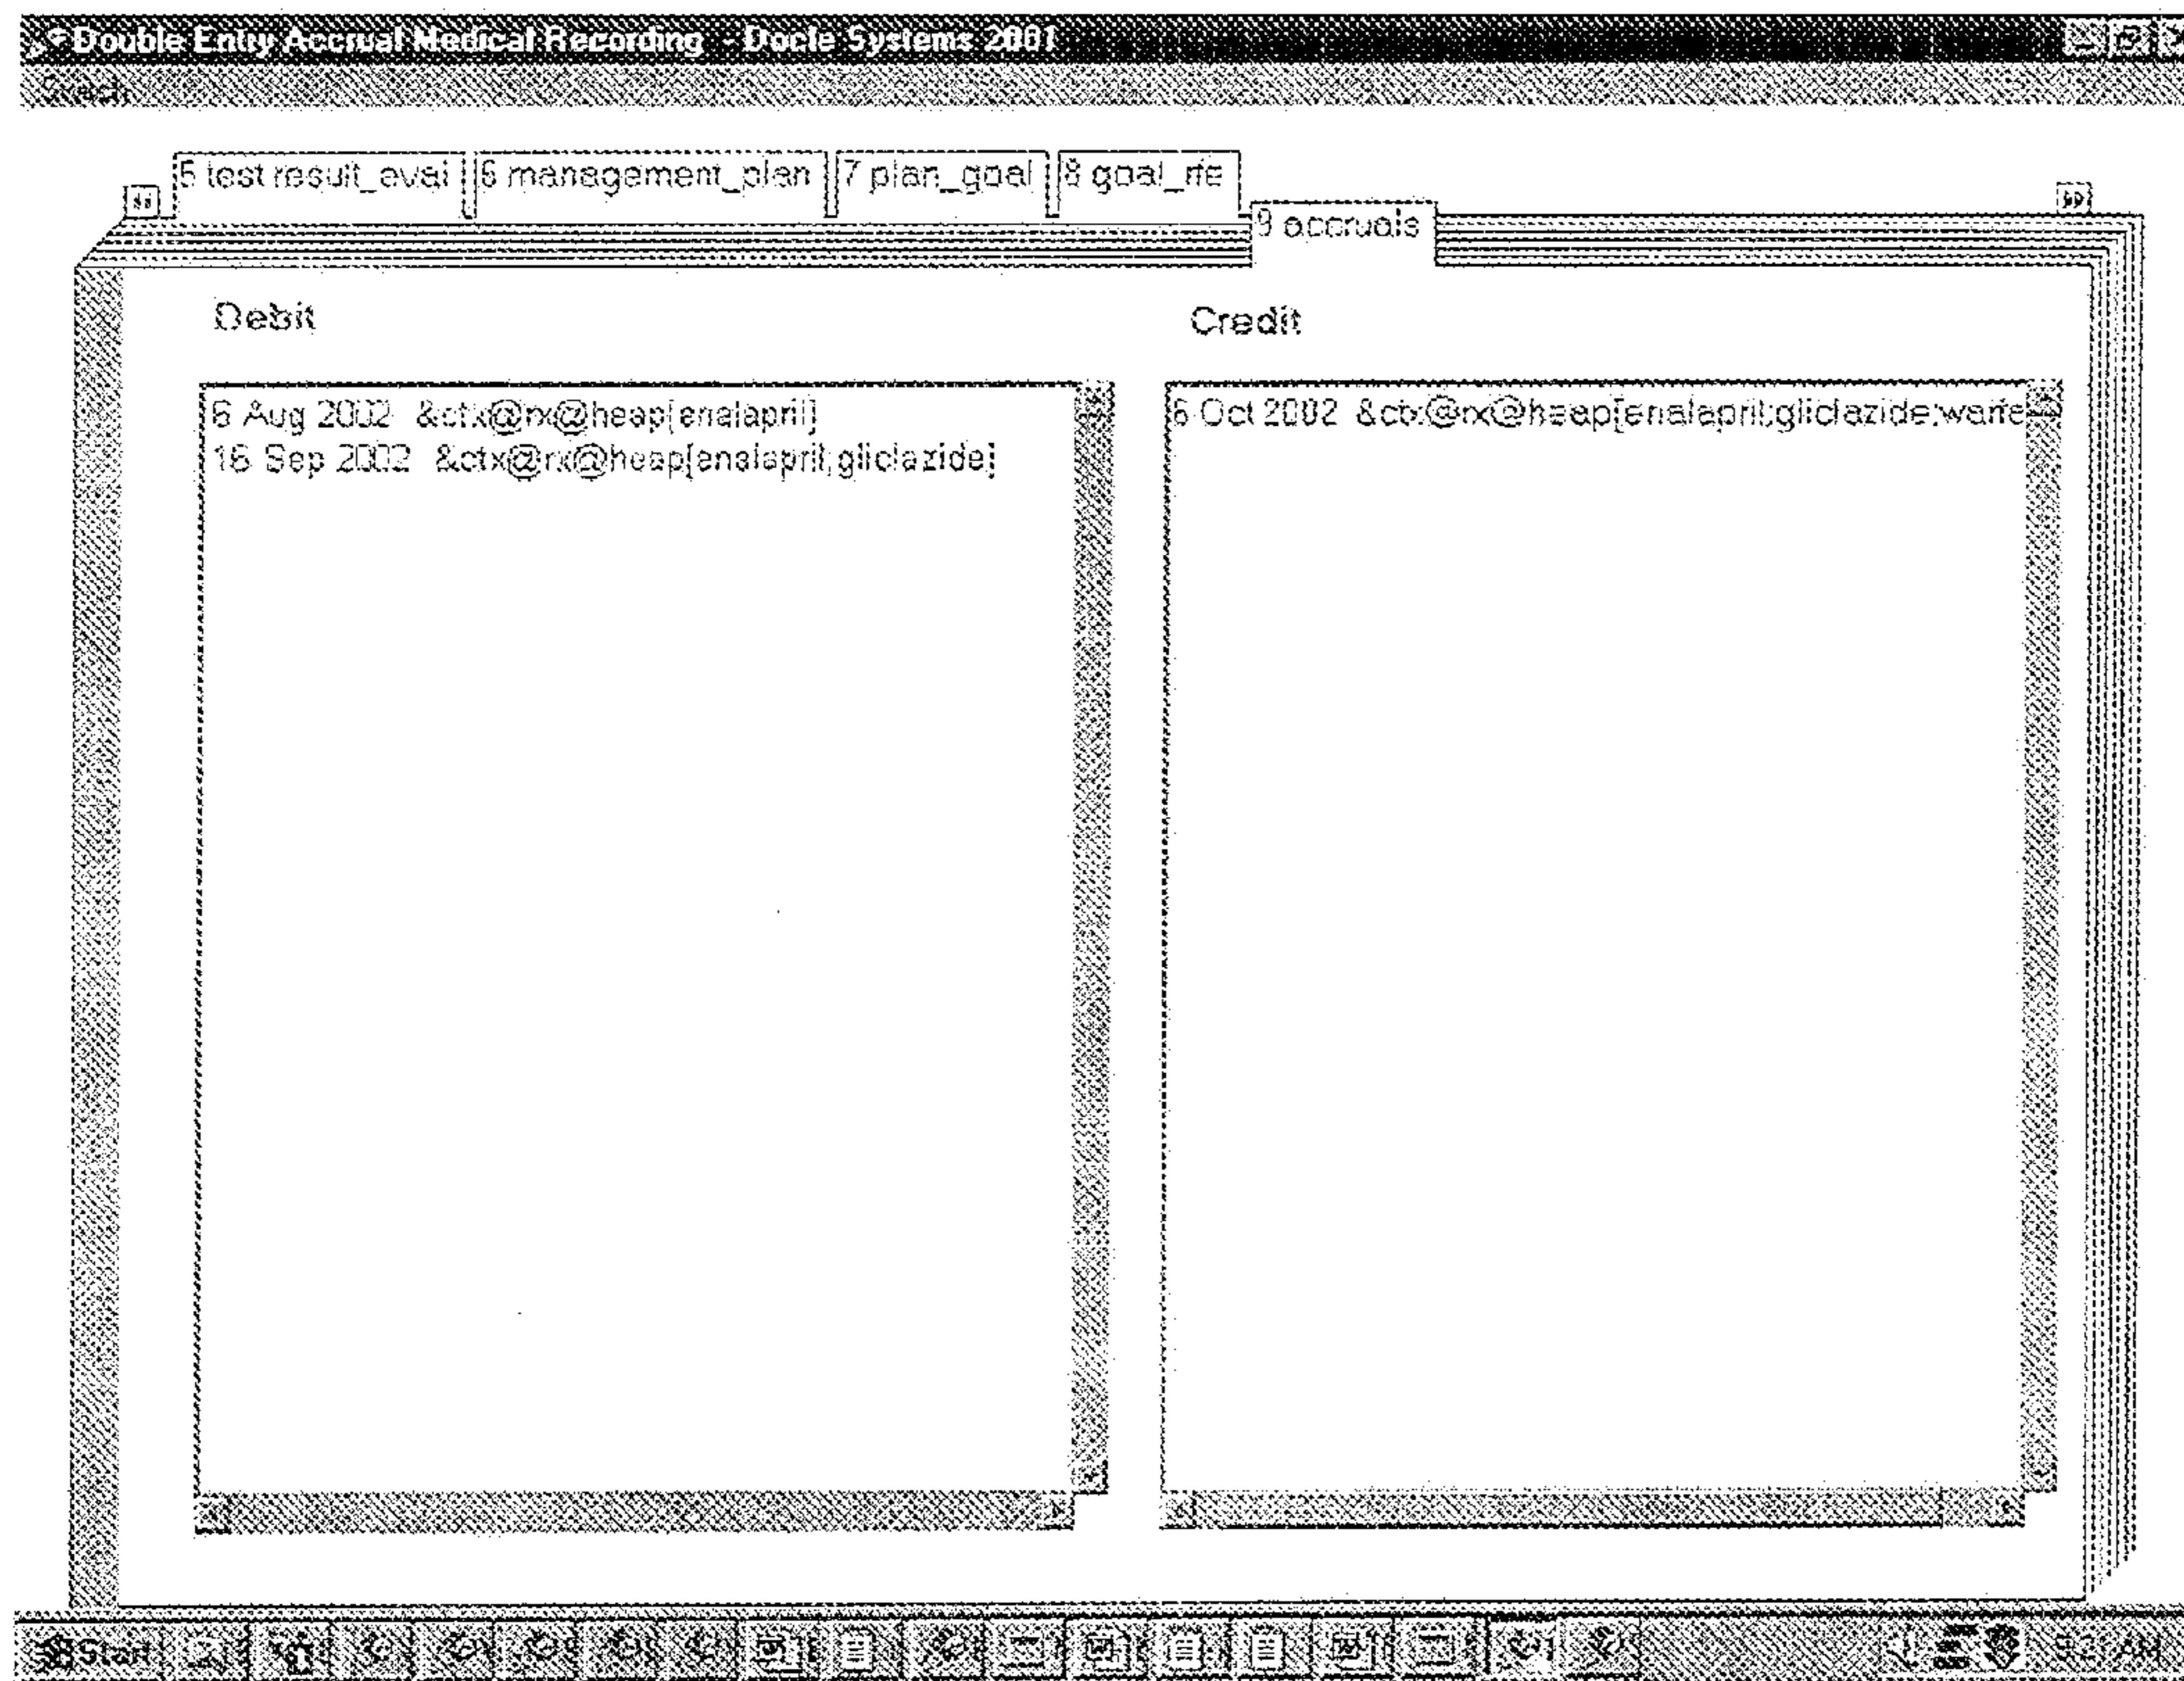 Double Entry Accrual Medical Recording - Docle Systems 2001
5 test result_eval
6 management_plan
7 plan_goal
8 goal_rfe
9 accruals
Debit
Credit
6 Aug 2002 &ctx@rx@heap[enalapril]
16 Sep 2002 &ctx@rx@heap[enalapril;gliclazide]
6 Oct 2002 &ctx@rx@heap[enalapril;gliclazide;warfe
Start